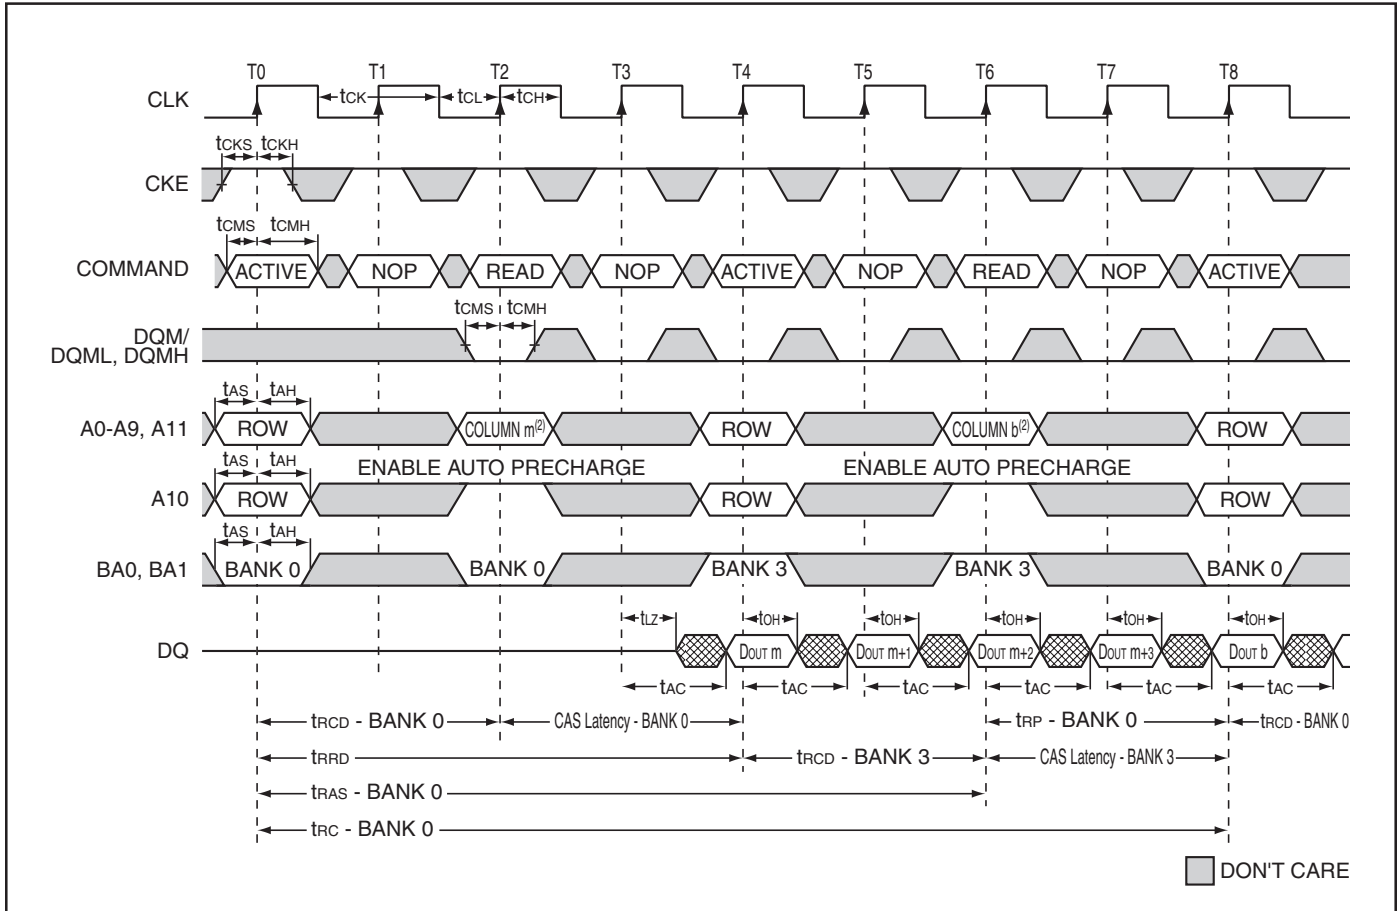 T0 T1 T2 T3 T4 T5 T6 T7 T8
CLK tCK tCL tCH
tCKS tCKH
CKE
tCMS tCMH
COMMAND ACTIVE NOP READ NOP ACTIVE NOP READ NOP ACTIVE
tCMS tCMH
DQM/
DQML, DQMH
tAS tAH
A0-A9, A11 ROW COLUMN m(2) ROW COLUMN b(2) ROW
tAS tAH ENABLE AUTO PRECHARGE ENABLE AUTO PRECHARGE
A10 ROW ROW ROW
tAS tAH
BA0, BA1 BANK 0 BANK 0 BANK 3 BANK 3 BANK 0
tLZ tOH tOH tOH tOH tOH
DQ DOUT m DOUT m+1 DOUT m+2 DOUT m+3 DOUT b
tAC tAC tAC tAC tAC tAC
tRCD - BANK 0 CAS Latency - BANK 0 tRP - BANK 0 tRCD - BANK 0
tRRD tRCD - BANK 3 CAS Latency - BANK 3
tRAS - BANK 0
tRC - BANK 0
DON'T CARE